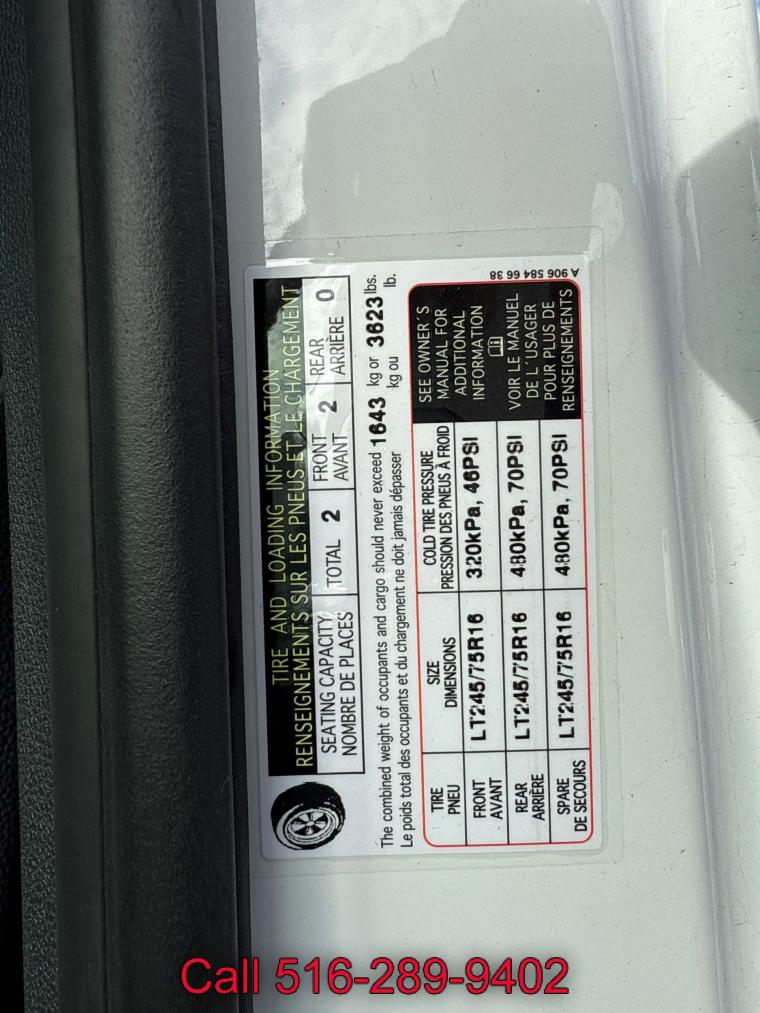 TIRE AND LOADING INFORMATION
RENSEIGNEMENTS SUR LES PNEUS ET LE CHARGEMENT
SEATING CAPACITY
NOMBRE DE PLACES
TOTAL 2
FRONT
AVANT 2
REAR
ARRIÈRE 0
The combined weight of occupants and cargo should never exceed 1643 kg or 3623 lbs.
Le poids total des occupants et du chargement ne doit jamais dépasser kg ou lb.
TIRE
PNEU
SIZE
DIMENSIONS
COLD TIRE PRESSURE
PRESSION DES PNEUS À FROID
FRONT
AVANT
LT245/75R16
320kPa, 46PSI
REAR
ARRIÈRE
LT245/75R16
480kPa, 70PSI
SPARE
DE SECOURS
LT245/75R16
480kPa, 70PSI
SEE OWNER´S
MANUAL FOR
ADDITIONAL
INFORMATION
VOIR LE MANUEL
DE L´USAGER
POUR PLUS DE
RENSEIGNEMENTS
A 906 584 66 38
Call 516-289-9402